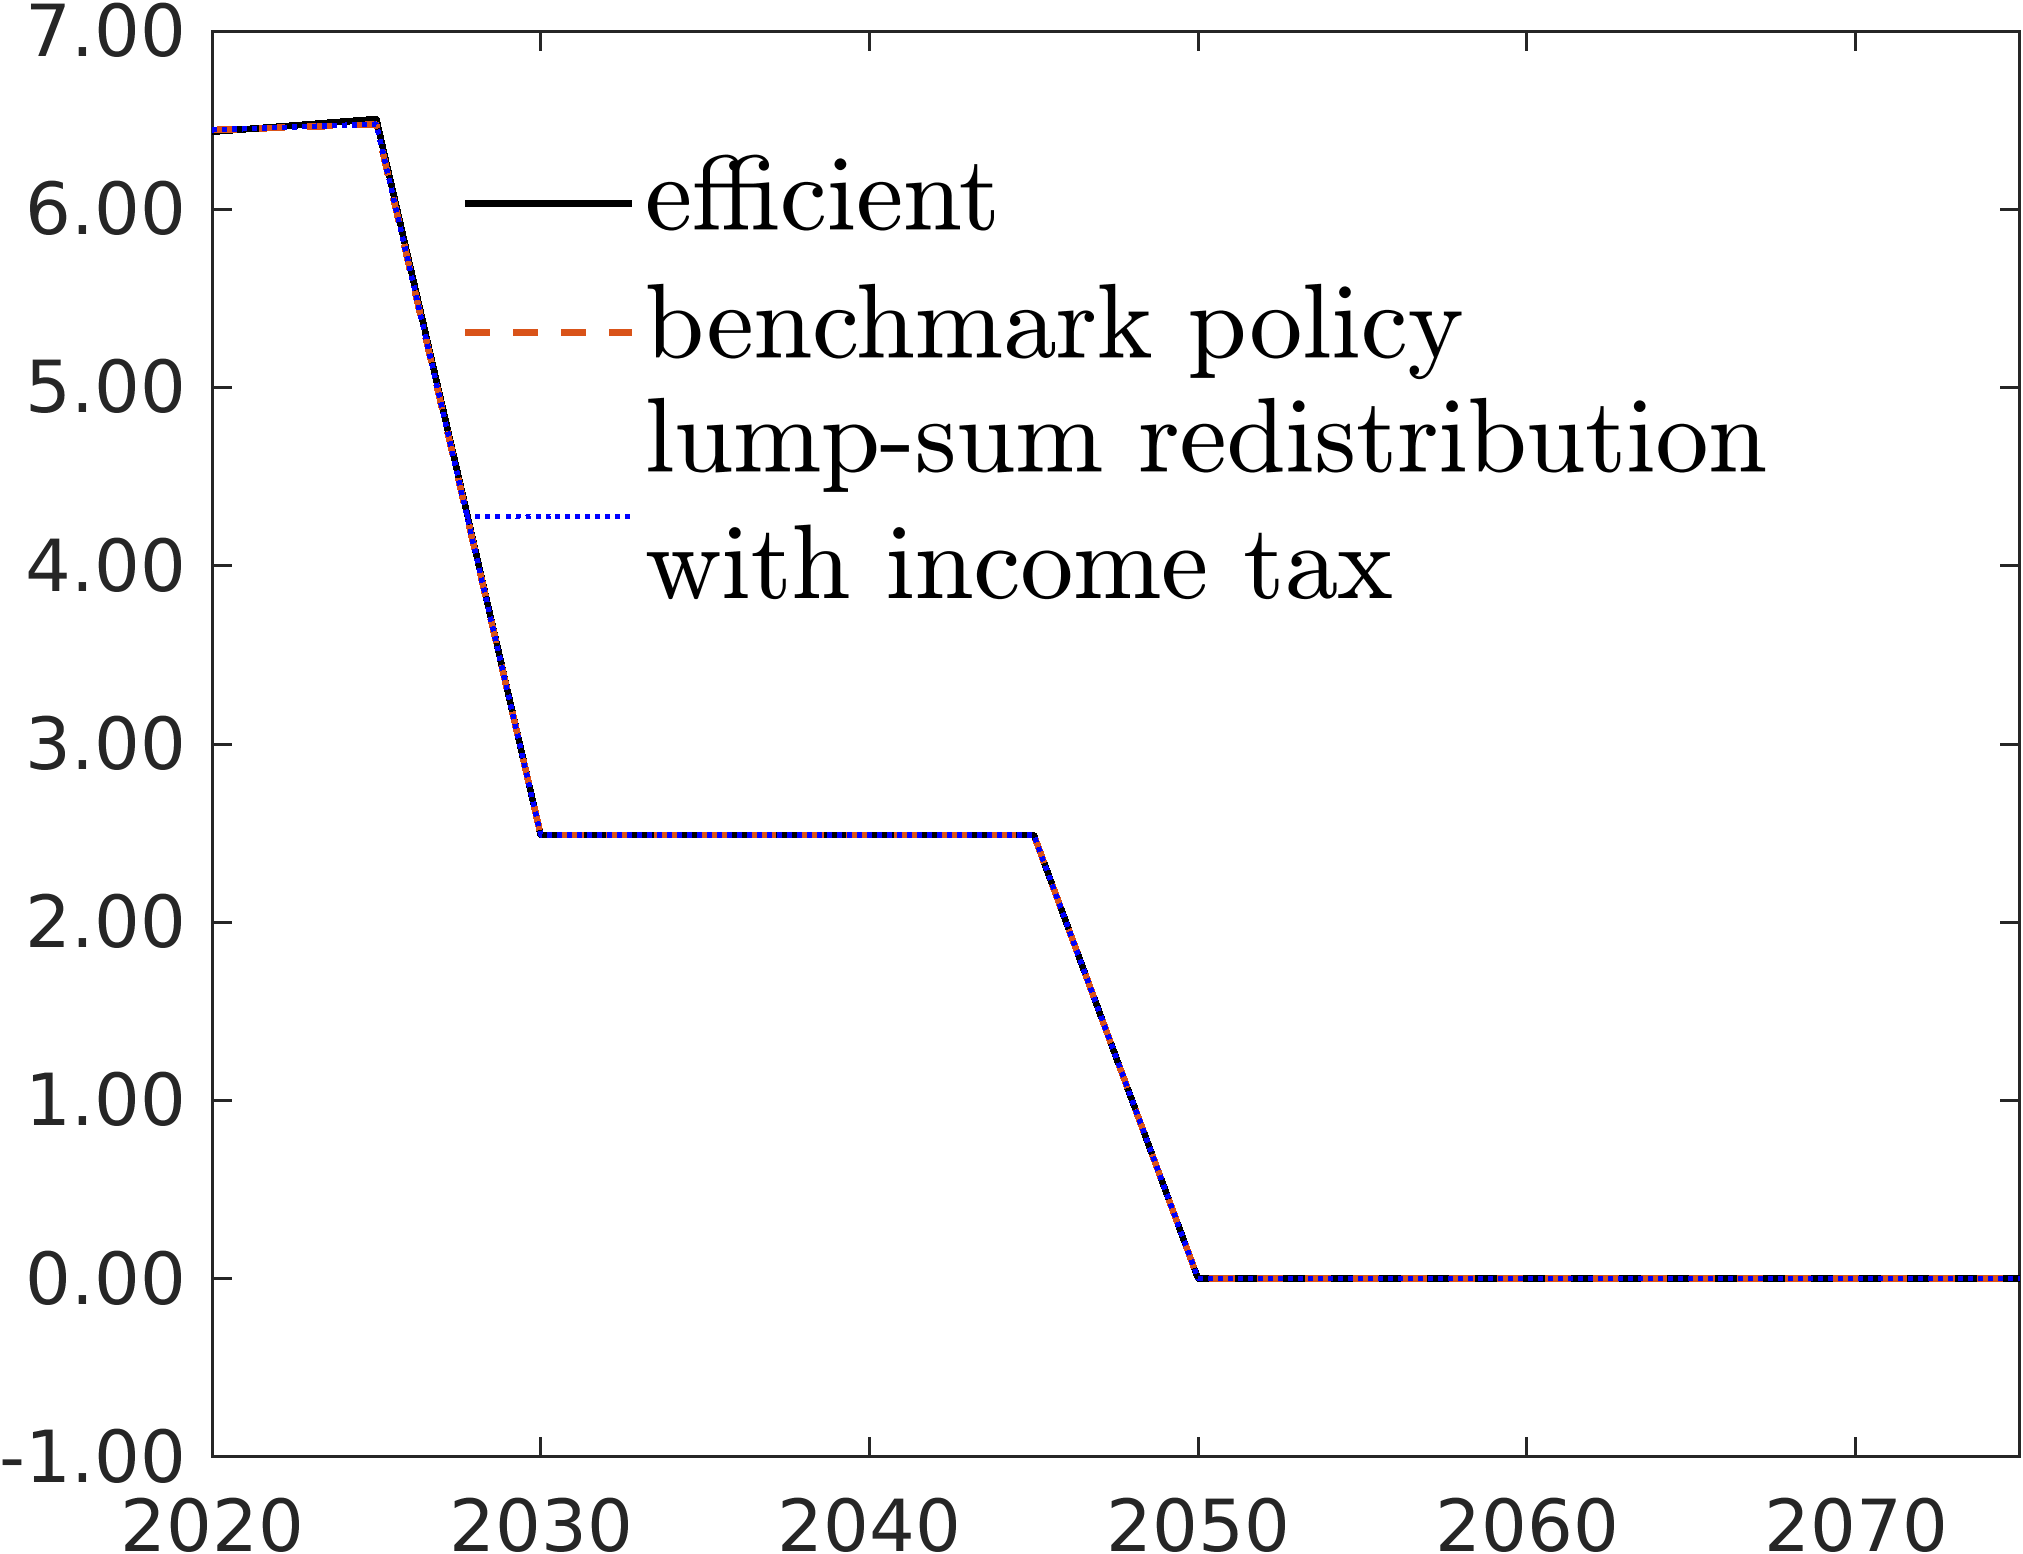 7.00
6.00
5.00
4.00
3.00
2.00
1.00
0.00
-1.00
efficient
benchmark policy
lump-sum redistribution
with income tax
2020 2030 2040 2050 2060 2070